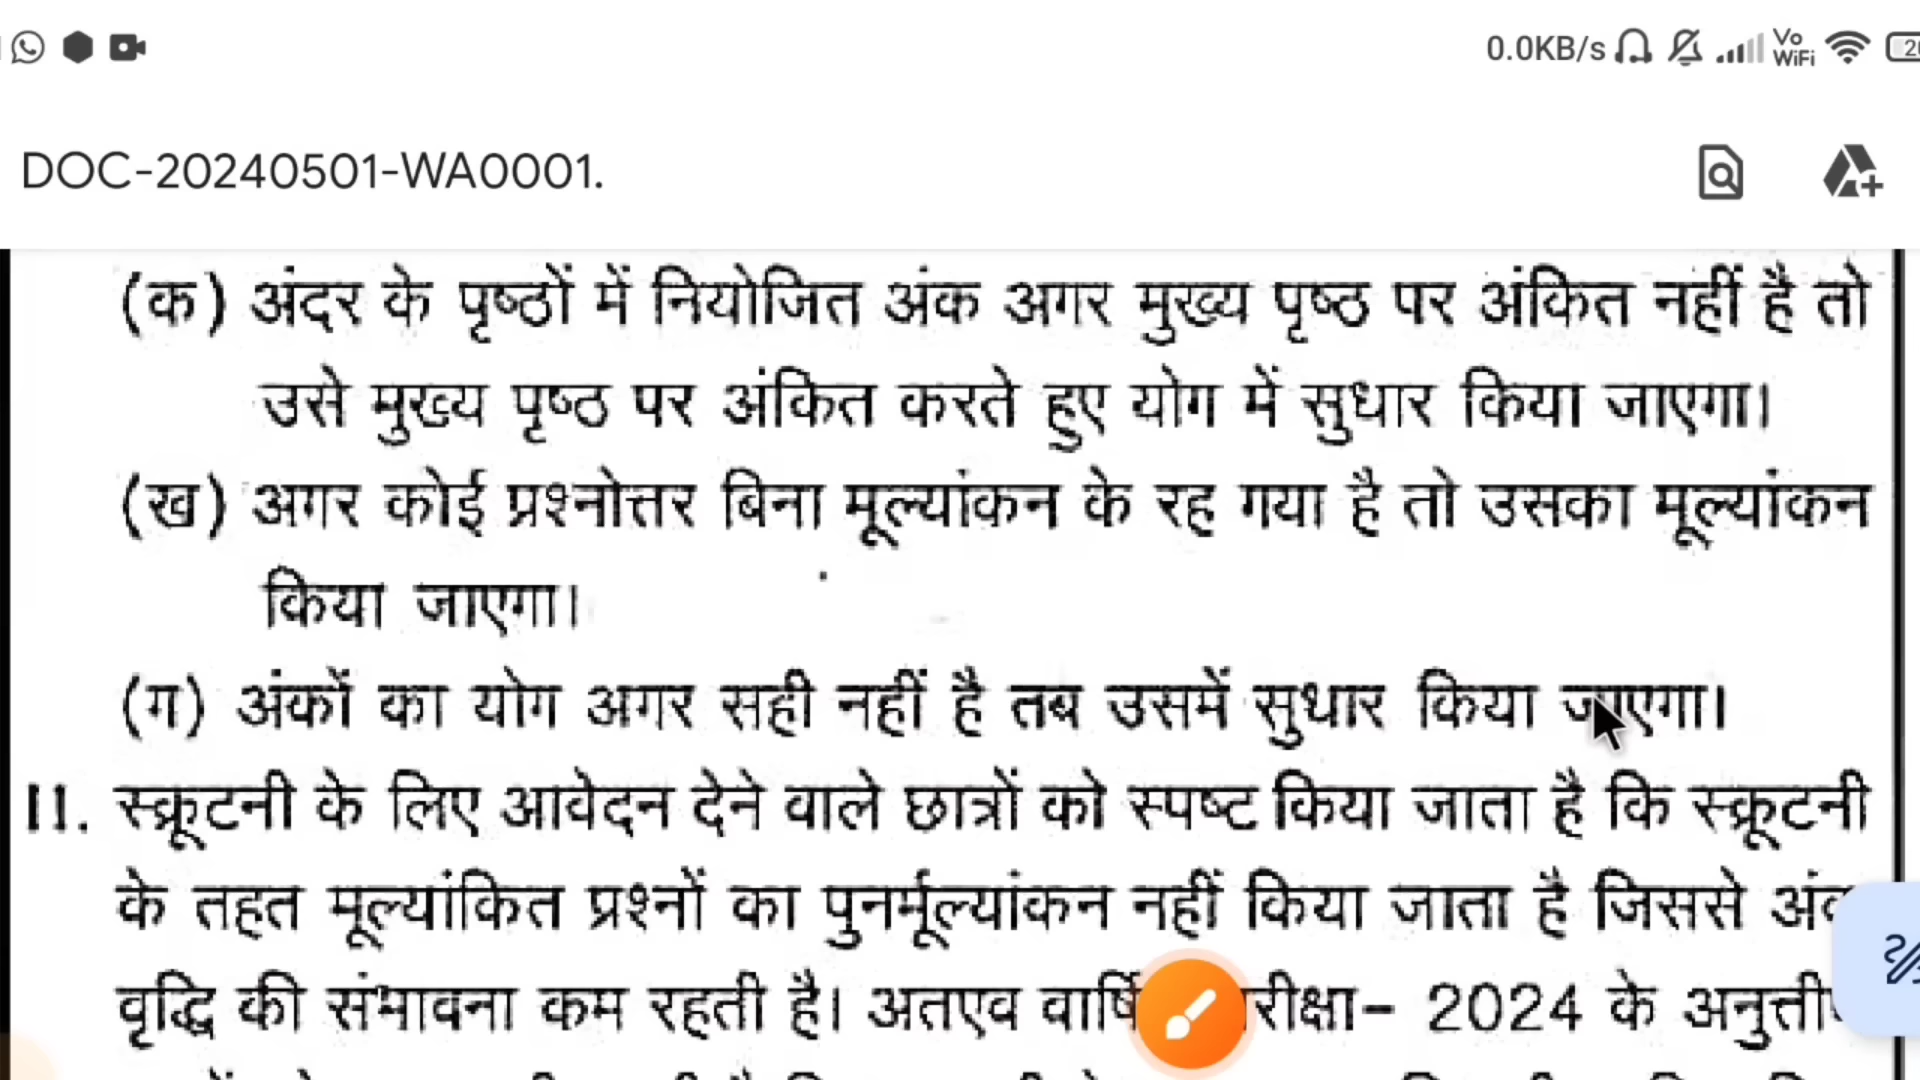 0.0KB/s Vo WiFi
DOC-20240501-WA0001.
(क) अंदर के पृष्ठों में नियोजित अंक अगर मुख्य पृष्ठ पर अंकित नहीं है तो
उसे मुख्य पृष्ठ पर अंकित करते हुए योग में सुधार किया जाएगा।
(ख) अगर कोई प्रश्नोत्तर बिना मूल्यांकन के रह गया है तो उसका मूल्यांकन
किया जाएगा।
(ग) अंकों का योग अगर सही नहीं है तब उसमें सुधार किया जाएगा।
11. स्क्रूटनी के लिए आवेदन देने वाले छात्रों को स्पष्ट किया जाता है कि स्क्रूटनी
के तहत मूल्यांकित प्रश्नों का पुनर्मूल्यांकन नहीं किया जाता है जिससे
वृद्धि की संभावना कम रहती है। अतएव 2024 के